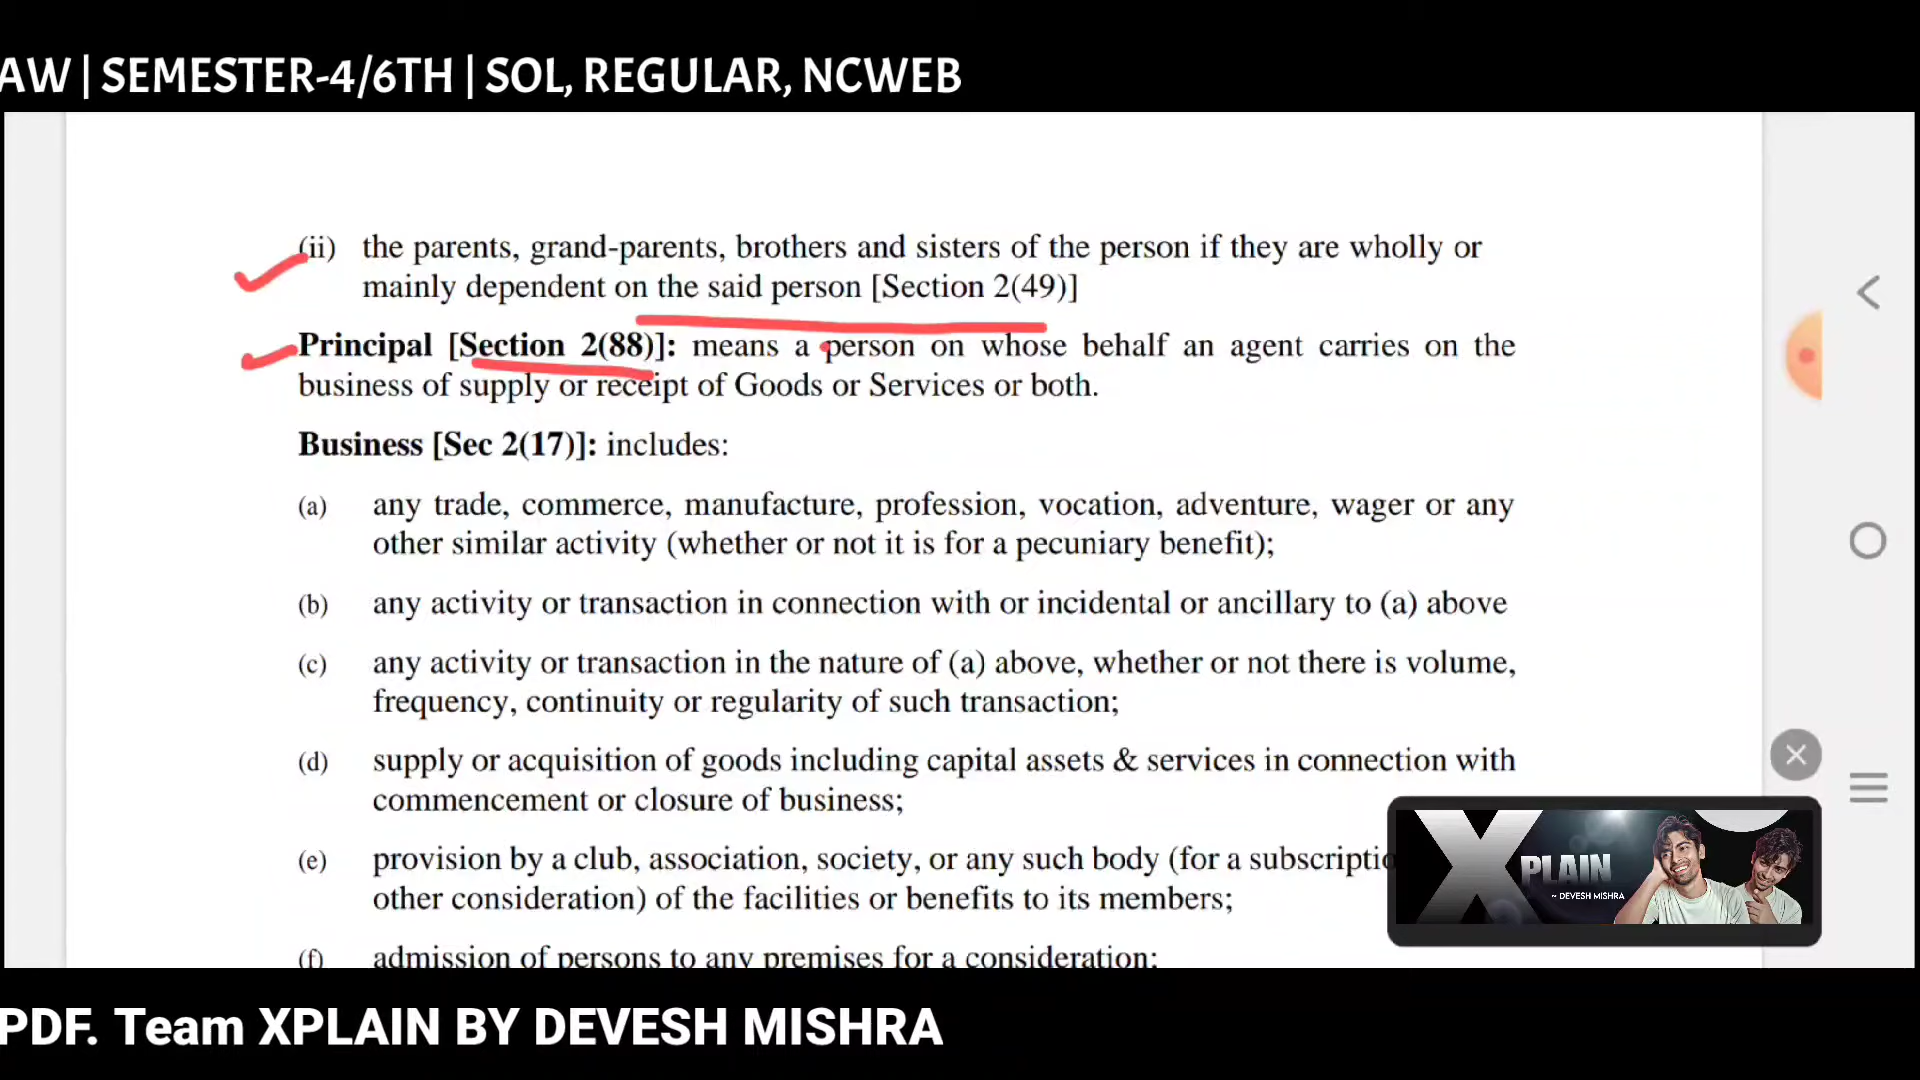 AW | SEMESTER-4/6TH | SOL, REGULAR, NCWEB
(ii) the parents, grand-parents, brothers and sisters of the person if they are wholly or
mainly dependent on the said person [Section 2(49)]
Principal [Section 2(88)]: means a person on whose behalf an agent carries on the
business of supply or receipt of Goods or Services or both.
Business [Sec 2(17)]: includes:
(a) any trade, commerce, manufacture, profession, vocation, adventure, wager or any
other similar activity (whether or not it is for a pecuniary benefit);
(b) any activity or transaction in connection with or incidental or ancillary to (a) above
(c) any activity or transaction in the nature of (a) above, whether or not there is volume,
frequency, continuity or regularity of such transaction;
(d) supply or acquisition of goods including capital assets & services in connection with
commencement or closure of business;
(e) provision by a club, association, society, or any such body (for a subscriptio
other consideration) of the facilities or benefits to its members;
(f) admission of persons to any premises for a consideration;
XPLAIN
~ DEVESH MISHRA
PDF. Team XPLAIN BY DEVESH MISHRA